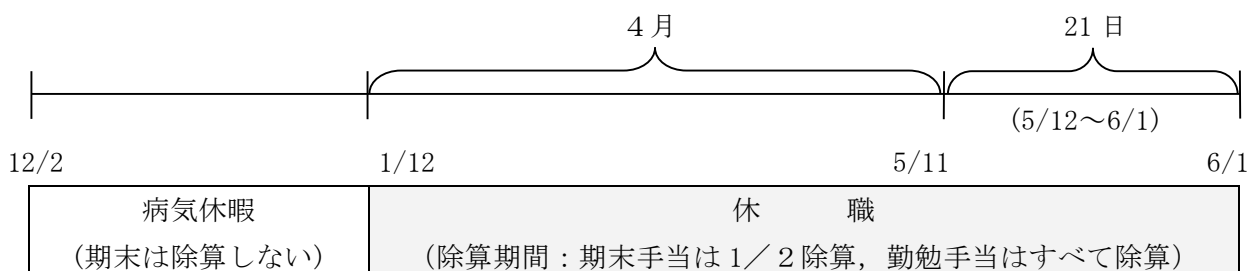 ４月 21 日
(5/12～6/1)
12/2 1/12 5/11 6/1
病気休暇 休　　職
(期末は除算しない) (除算期間：期末手当は 1／２除算，勤勉手当はすべて除算)